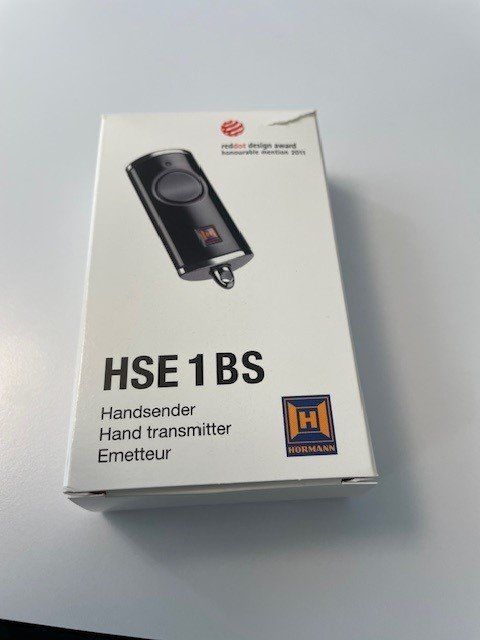 reddot design award
honourable mention 2011
HSE 1 BS
Handsender
Hand transmitter
Emetteur
H
HÖRMANN